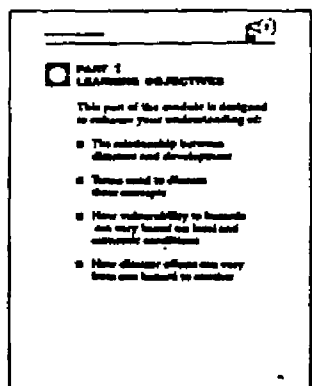 PART 1
LEARNING OBJECTIVES
This part of the module is designed
to enhance your understanding of:
■ The relationship between
disasters and development
■ Terms used to discuss
these concepts
■ How vulnerability to hazards
can vary based on local and
economic conditions
■ How disaster effects can vary
from one hazard to another